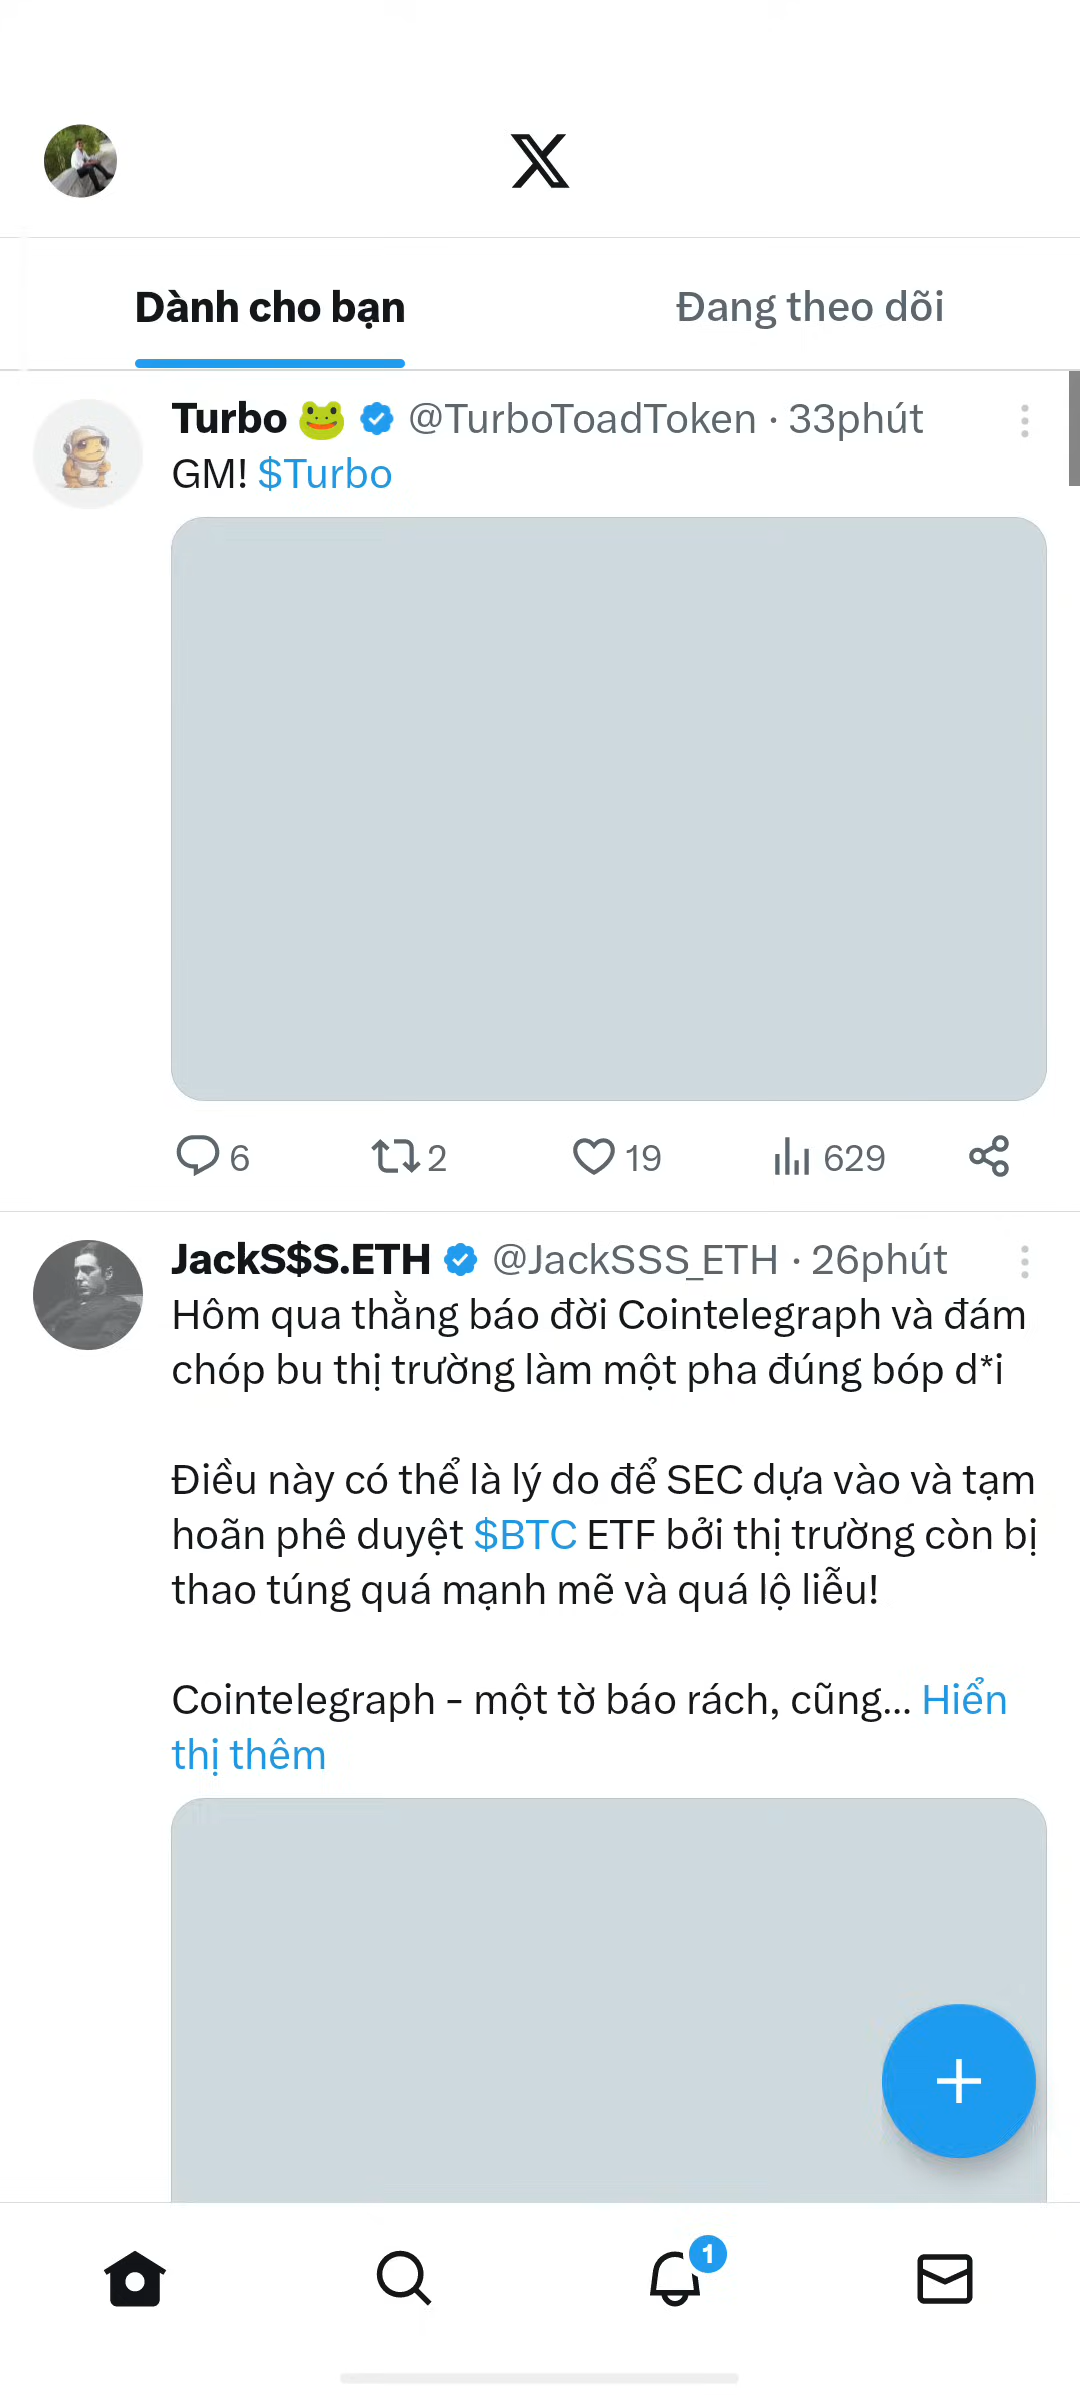 Dành cho bạn
Đang theo dõi
Turbo 🐸 @TurboToadToken · 33phút
GM! $Turbo
6 2 19 629
JackS$S.ETH @JackSSS_ETH · 26phút
Hôm qua thằng báo đời Cointelegraph và đám
chóp bu thị trường làm một pha đúng bóp d*i
Điều này có thể là lý do để SEC dựa vào và tạm
hoãn phê duyệt $BTC ETF bởi thị trường còn bị
thao túng quá mạnh mẽ và quá lộ liễu!
Cointelegraph - một tờ báo rách, cũng... Hiển
thị thêm
1